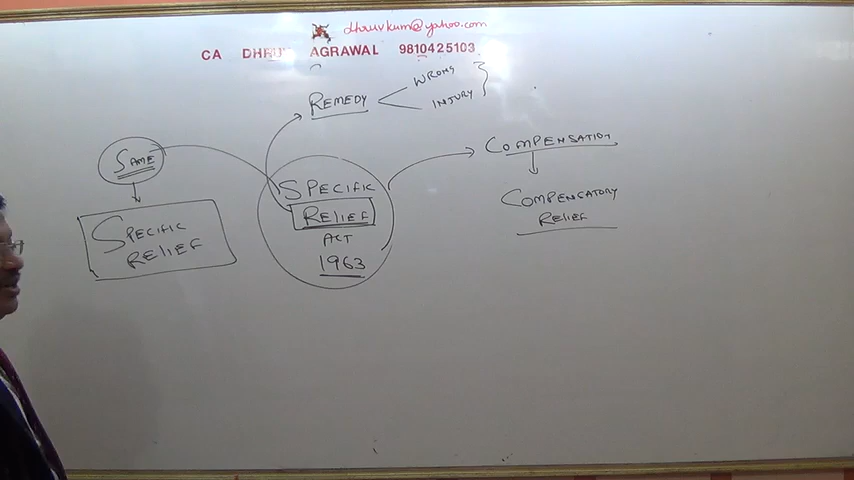 dhruvkum@yahoo.com
CA DHRUV AGRAWAL 9810425103
REMEDY
WRONG
INJURY
SAME
SPECIFIC
RELIEF
SPECIFIC
RELIEF
ACT
1963
COMPENSATION
COMPENSATORY
RELIEF